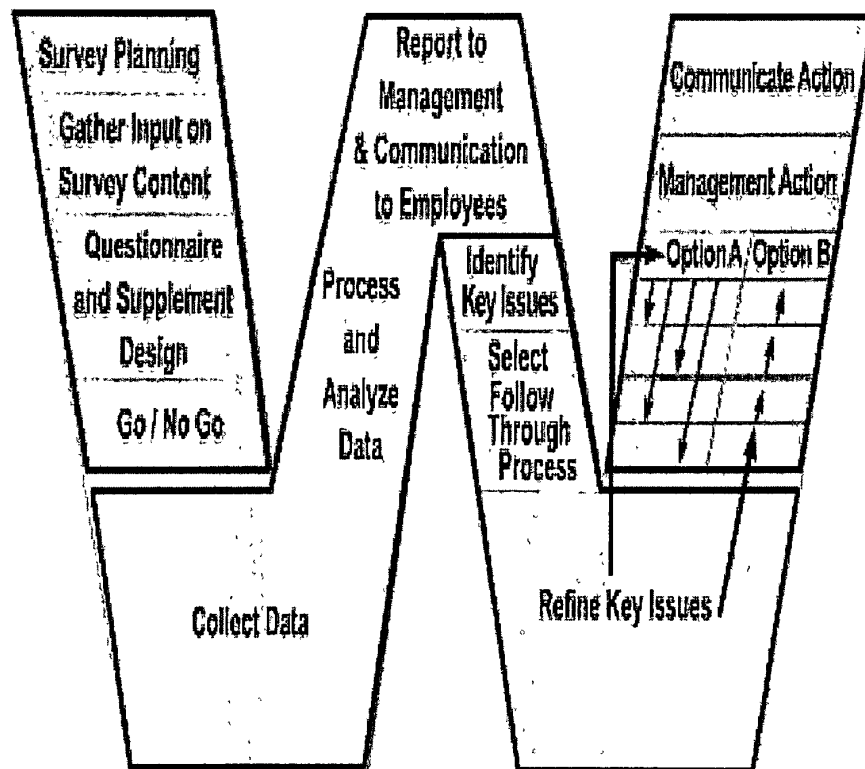 Survey Planning
Gather Input on
Survey Content
Questionnaire
and Supplement
Design
Go / No Go
Collect Data
Process
and
Analyze
Data
Report to
Management
& Communication
to Employees
Identify
Key Issues
Select
Follow
Through
Process
Refine Key Issues
Option A
Option B
Management Action
Communicate Action